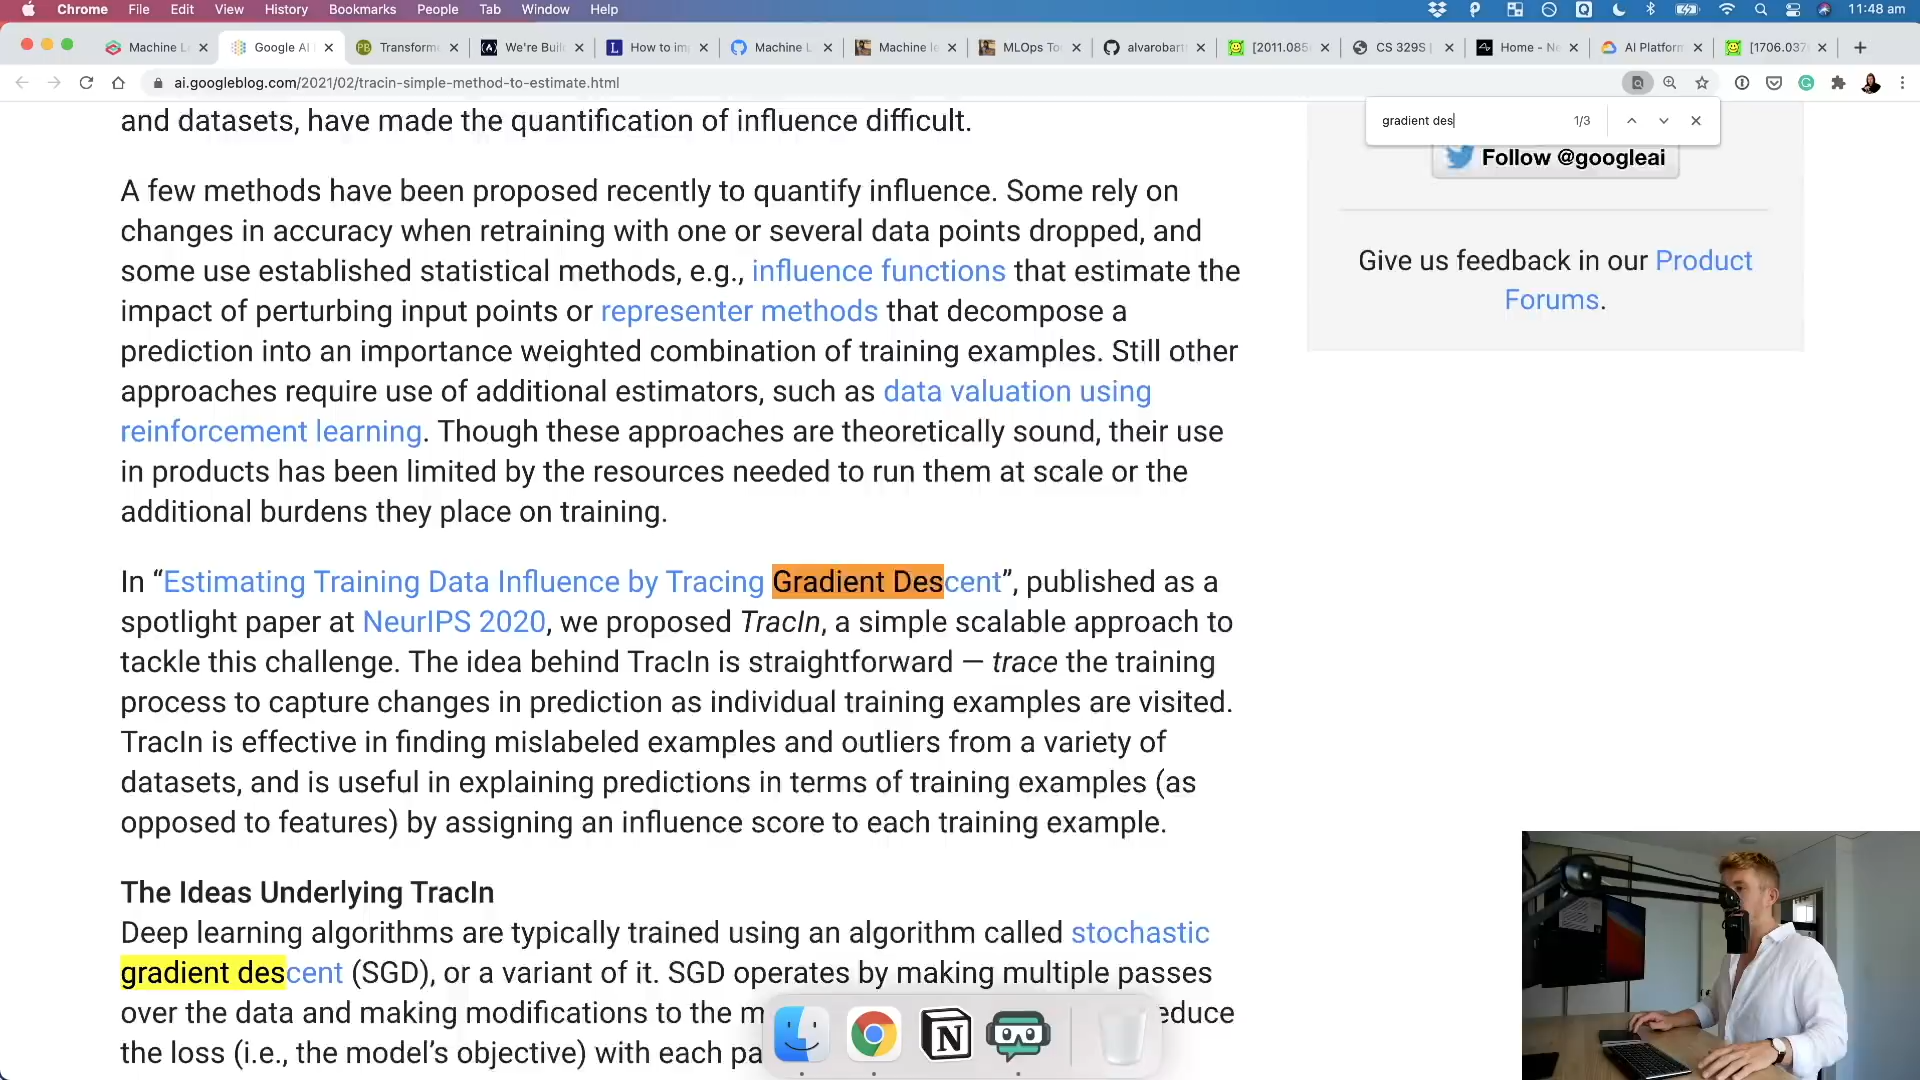 Chrome File Edit View History Bookmarks People Tab Window Help 11:48 am
Machine L Google AI Transform We're Buil How to im Machine L Machine le MLOps To alvarobart [2011.085 CS 329S | Home - Ne AI Platform [1706.037
ai.googleblog.com/2021/02/tracin-simple-method-to-estimate.html
gradient des 1/3
and datasets, have made the quantification of influence difficult.
A few methods have been proposed recently to quantify influence. Some rely on
changes in accuracy when retraining with one or several data points dropped, and
some use established statistical methods, e.g., influence functions that estimate the
impact of perturbing input points or representer methods that decompose a
prediction into an importance weighted combination of training examples. Still other
approaches require use of additional estimators, such as data valuation using
reinforcement learning. Though these approaches are theoretically sound, their use
in products has been limited by the resources needed to run them at scale or the
additional burdens they place on training.
In “Estimating Training Data Influence by Tracing Gradient Descent”, published as a
spotlight paper at NeurIPS 2020, we proposed TracIn, a simple scalable approach to
tackle this challenge. The idea behind TracIn is straightforward — trace the training
process to capture changes in prediction as individual training examples are visited.
TracIn is effective in finding mislabeled examples and outliers from a variety of
datasets, and is useful in explaining predictions in terms of training examples (as
opposed to features) by assigning an influence score to each training example.
The Ideas Underlying TracIn
Deep learning algorithms are typically trained using an algorithm called stochastic
gradient descent (SGD), or a variant of it. SGD operates by making multiple passes
over the data and making modifications to the m educe
the loss (i.e., the model’s objective) with each pa
Follow @googleai
Give us feedback in our Product
Forums.